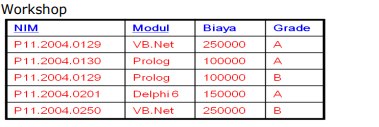 Workshop
NIM Modul Biaya Grade
P11.2004.0129 VB.Net 250000 A
P11.2004.0130 Prolog 100000 A
P11.2004,0129 Prolog 100000 B
P11.2004.0201 Delphi 6 150000 A
P11.2004.0250 VB.Net 250000 B